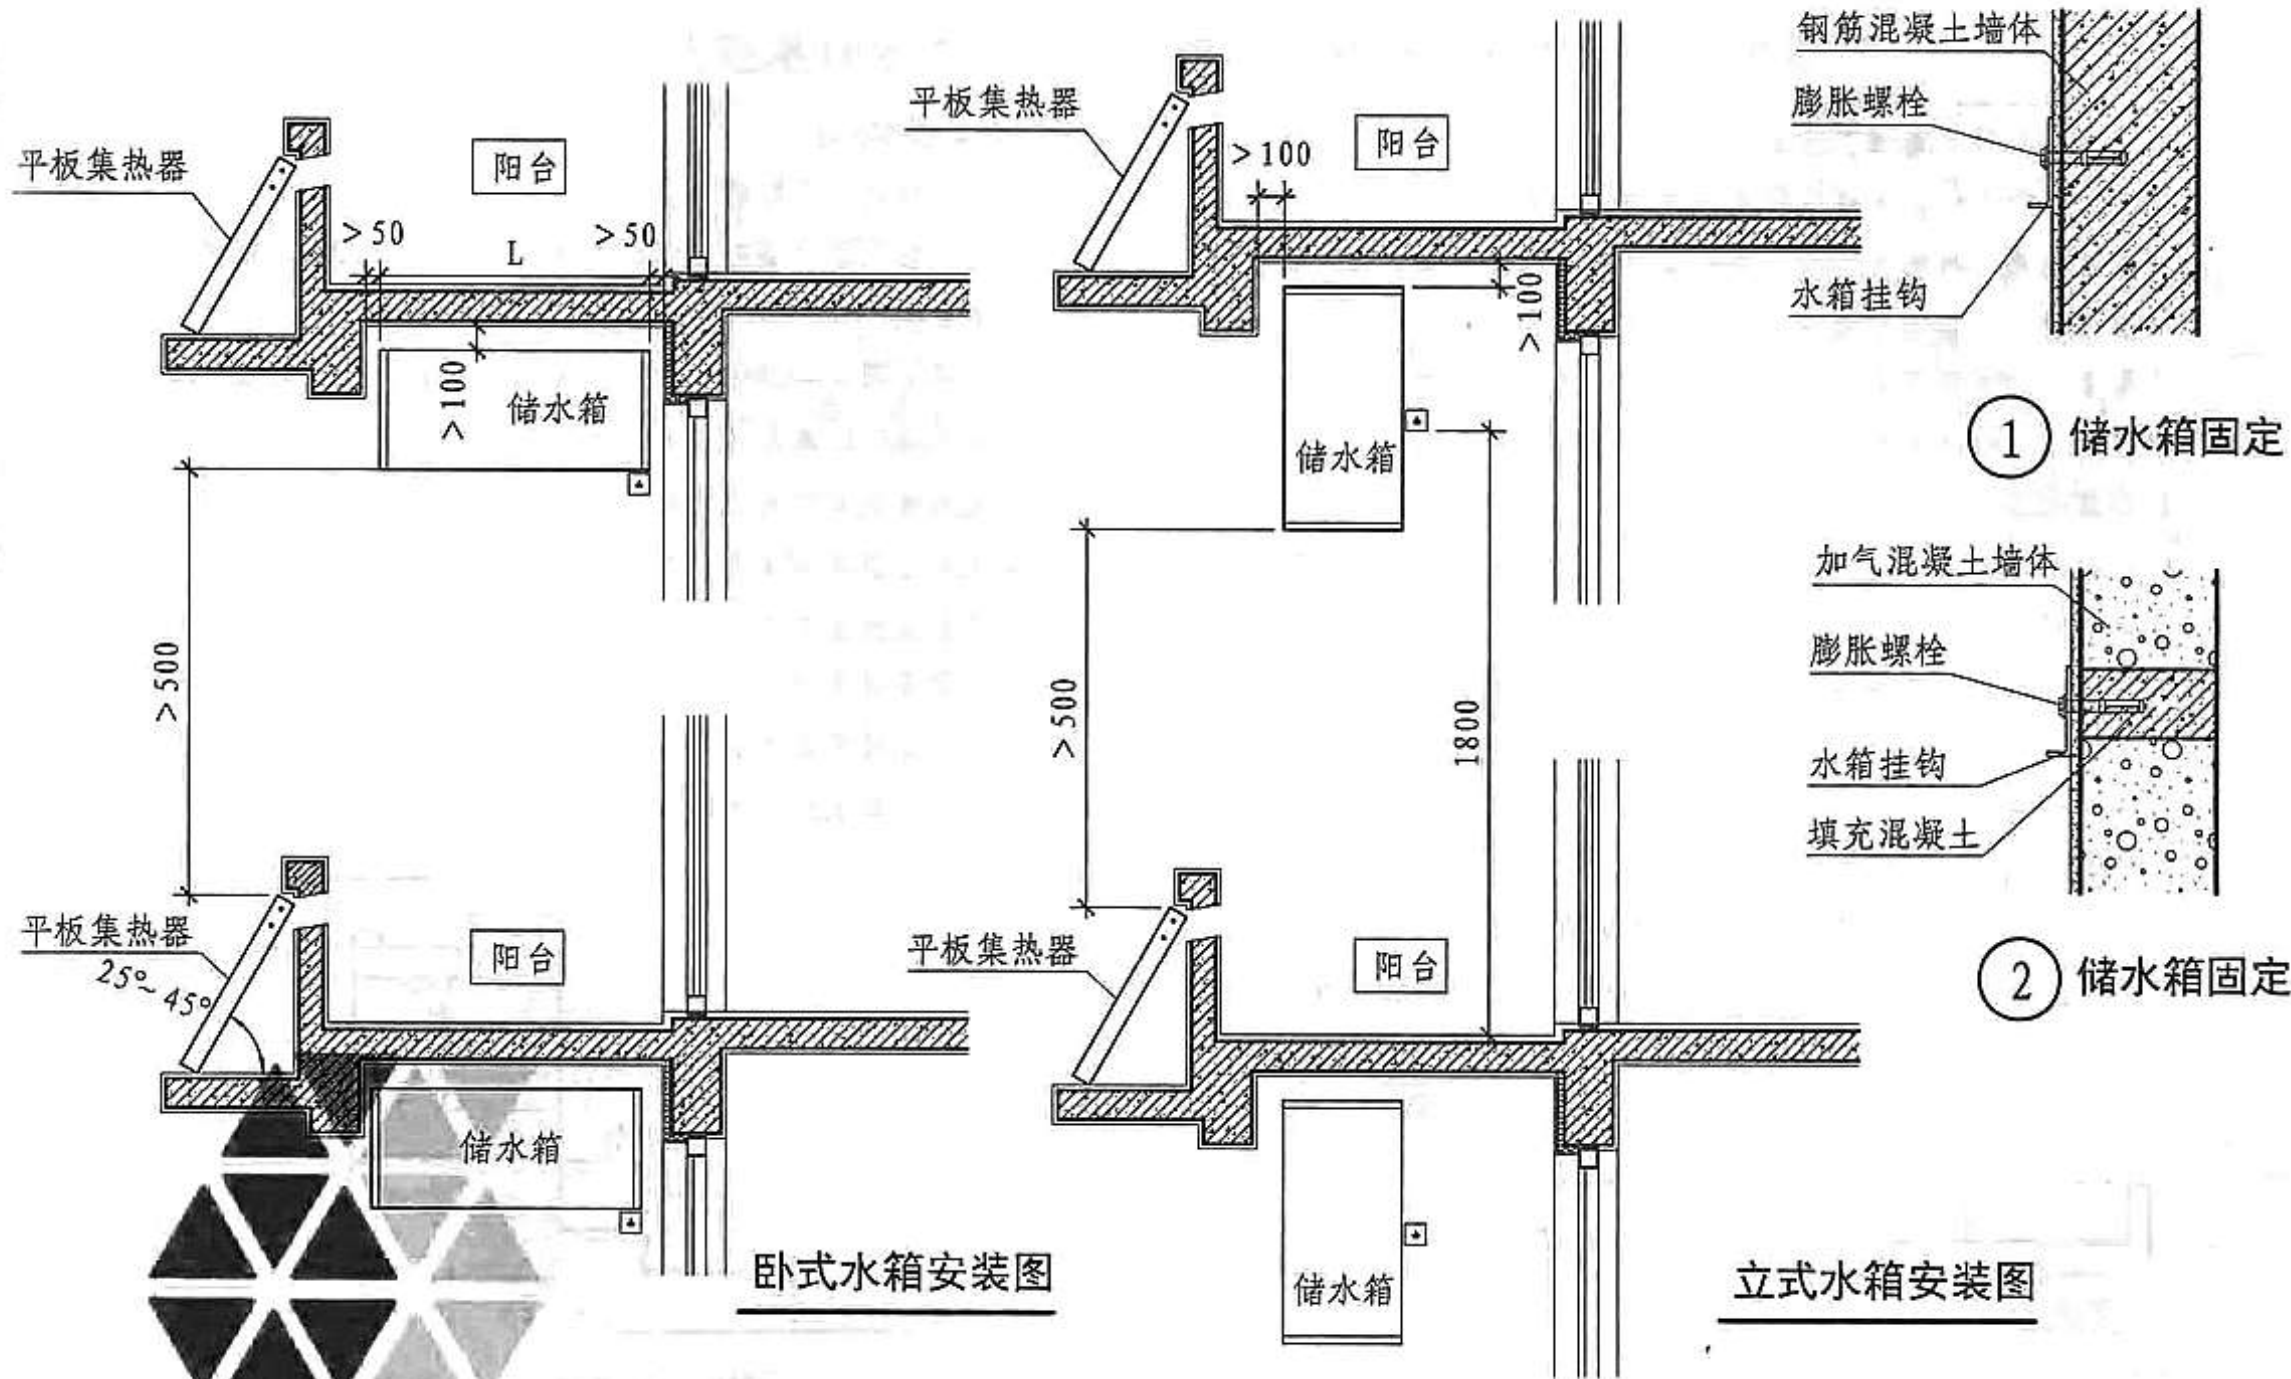 平板集热器
阳台
>50
L
>50
>100
储水箱
>500
平板集热器
25°~45°
阳台
储水箱
卧式水箱安装图
平板集热器
阳台
>100
>100
储水箱
>500
1800
平板集热器
阳台
储水箱
立式水箱安装图
钢筋混凝土墙体
膨胀螺栓
水箱挂钩
1 储水箱固定
加气混凝土墙体
膨胀螺栓
水箱挂钩
填充混凝土
2 储水箱固定